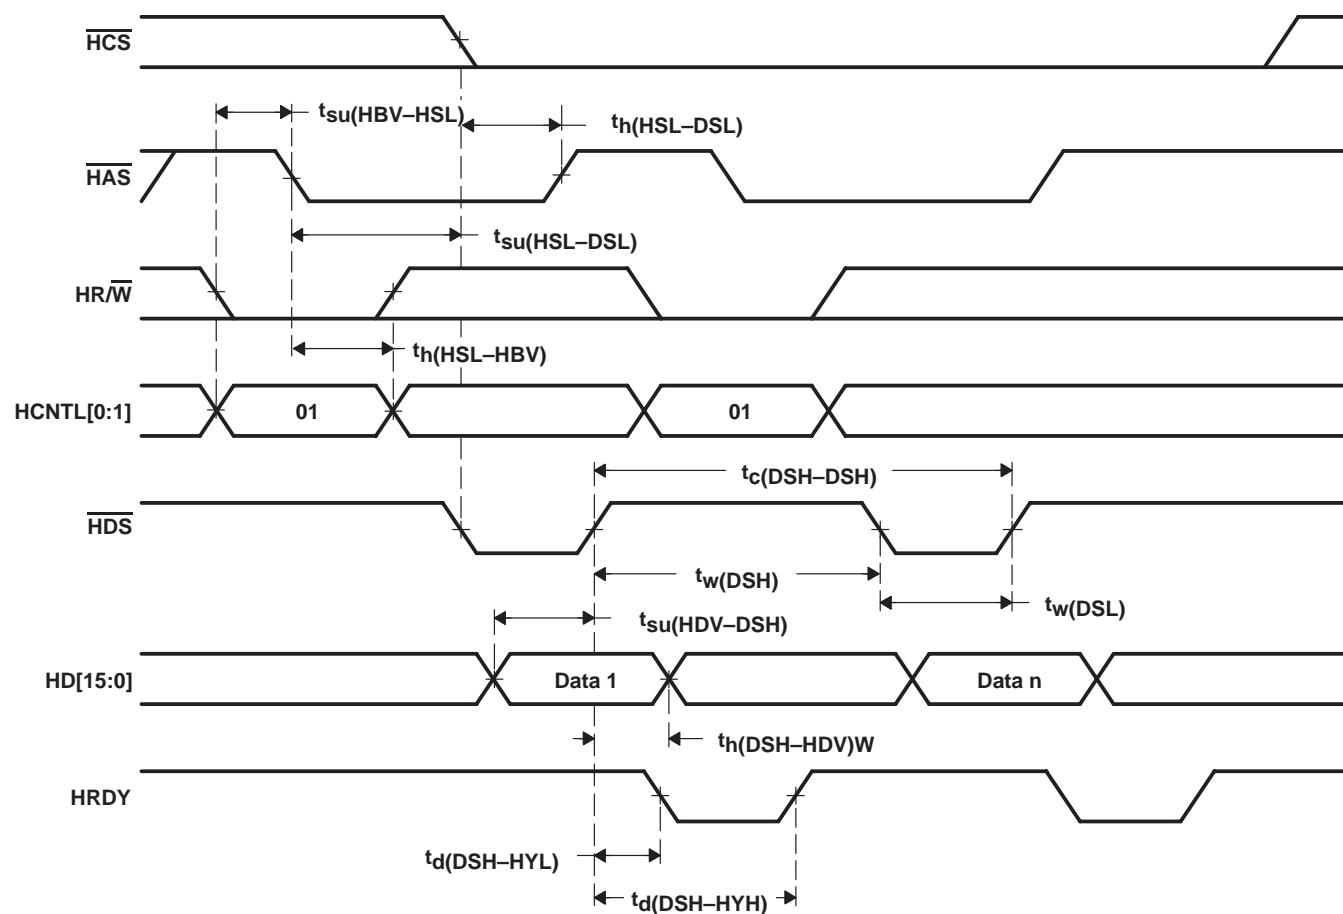 HCS
tsu(HBV–HSL)
th(HSL–DSL)
HAS
tsu(HSL–DSL)
HR/W
th(HSL–HBV)
HCNTL[0:1]
01
01
tc(DSH–DSH)
HDS
tw(DSH)
tw(DSL)
tsu(HDV–DSH)
HD[15:0]
Data 1
Data n
th(DSH–HDV)W
HRDY
td(DSH–HYL)
td(DSH–HYH)